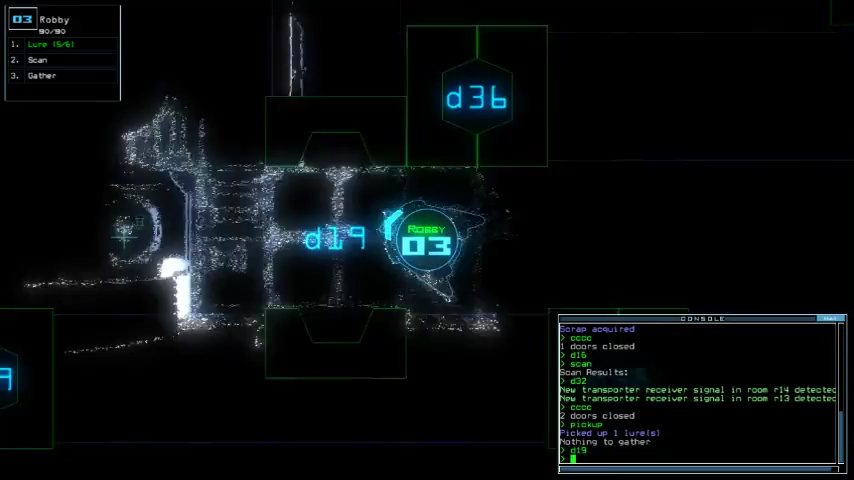 03 Robby
90/90
1. Lure (5/6)
2. Scan
3. Gather
d36
d19
ROBBY
03
9
CONSOLE
Scrap acquired
> cccc
1 doors closed
> d16
> scan
Scan Results:
> d32
New transporter receiver signal in room r14 detected
New transporter receiver signal in room r13 detected
> cccc
2 doors closed
> pickup
Picked up 1 lure(s)
Nothing to gather
> d19
>